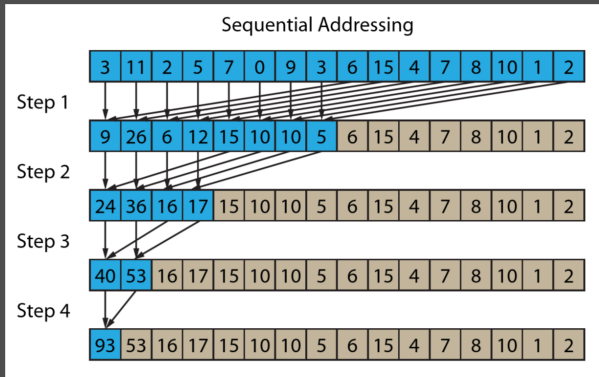 Sequential Addressing
3 11 2 5 7 0 9 3 6 15 4 7 8 10 1 2
Step 1
9 26 6 12 15 10 10 5 6 15 4 7 8 10 1 2
Step 2
24 36 16 17 15 10 10 5 6 15 4 7 8 10 1 2
Step 3
40 53 16 17 15 10 10 5 6 15 4 7 8 10 1 2
Step 4
93 53 16 17 15 10 10 5 6 15 4 7 8 10 1 2